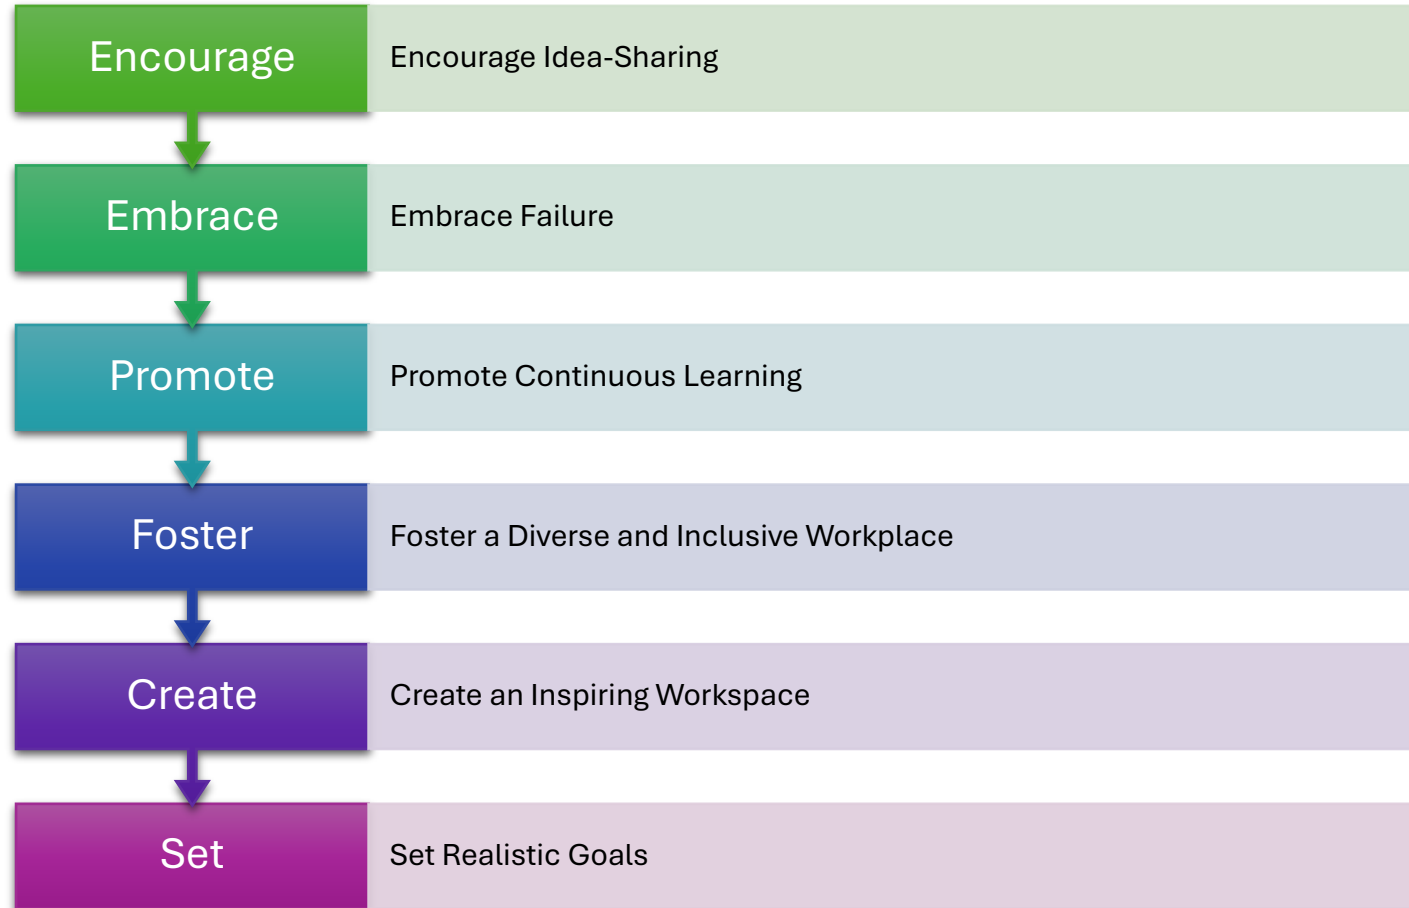 Encourage
Encourage Idea-Sharing
Embrace
Embrace Failure
Promote
Promote Continuous Learning
Foster
Foster a Diverse and Inclusive Workplace
Create
Create an Inspiring Workspace
Set
Set Realistic Goals